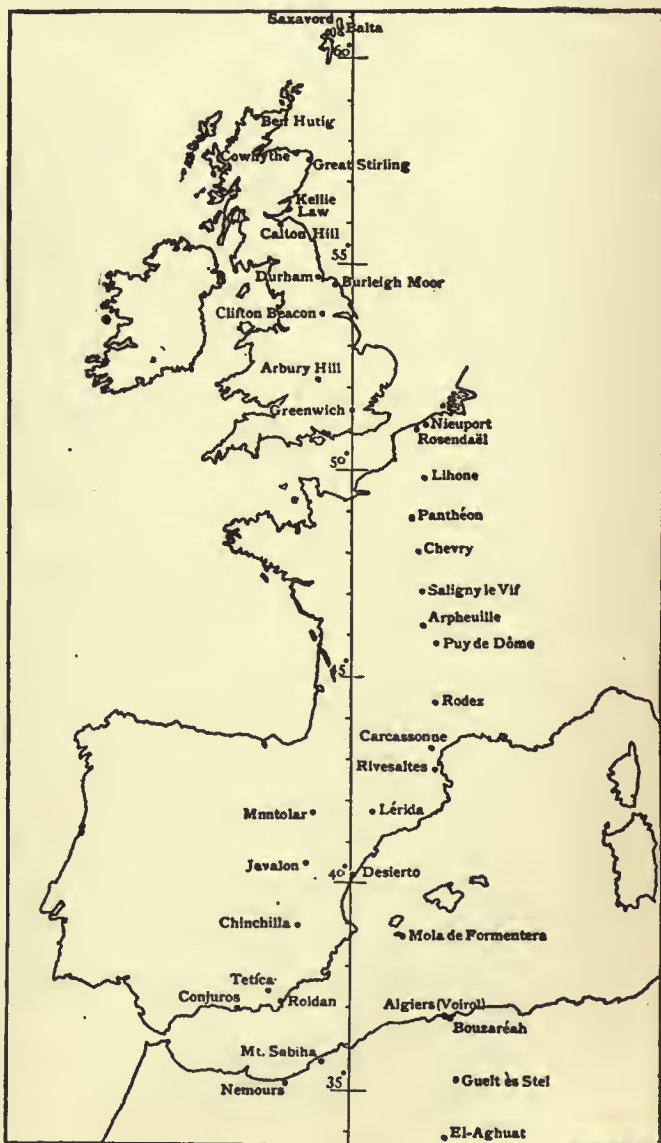 Saxavord
Balta
60°
Ben Hutig
Cowhythe
Great Stirling
Kellie
Law
Calton Hill
55°
Durham
Burleigh Moor
Clifton Beacon
Arbury Hill
Greenwich
Nieuport
Rosendaël
50°
Lihone
Panthéon
Chevry
Saligny le Vif
Arpheuille
Puy de Dôme
45°
Rodez
Carcassonne
Rivesaltes
Mnntolar
Lérida
Javalon
40°
Desierto
Chinchilla
Mola de Formentera
Tetica
Conjuros
Roldan
Algiers (Voirol)
Bouzaréah
Mt. Sabiha
35°
Nemours
Guelt ès Stel
El-Aghuat